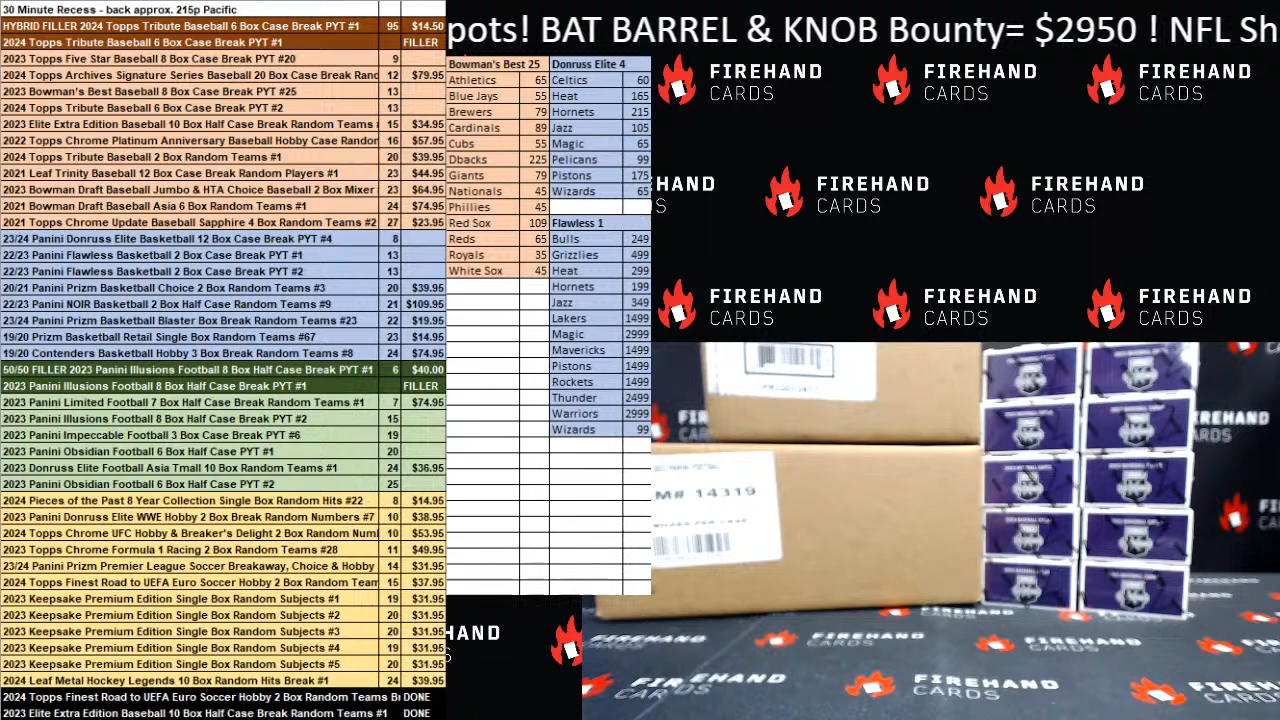 30 Minute Recess - back approx. 215p Pacific
HYBRID FILLER 2024 Topps Tribute Baseball 6 Box Case Break PYT #1 95 $14.50
2024 Topps Tribute Baseball 6 Box Case Break PYT #1 FILLER
2023 Topps Five Star Baseball 8 Box Case Break PYT #20 9
2024 Topps Archives Signature Series Baseball 20 Box Case Break Ranc 12 $79.95
2023 Bowman's Best Baseball 8 Box Case PYT #25 13
2024 Topps Tribute Baseball 6 Box Case Break PYT #2 13
2023 Elite Extra Edition Baseball 10 Box Half Case Break Random Teams 15 $34.95
2022 Topps Chrome Platinum Anniversary Baseball Hobby Case Randor 16 $57.95
2024 Topps Tribute Baseball 2 Box Random Teams #1 20 $39.95
2021 Leaf Trinity Baseball 12 Box Case Break Random Players #1 23 $44.95
2023 Bowman Draft Baseball Jumbo & HTA Choice Baseball 2 Box Mixer 23 $64.95
2021 Bowman Draft Baseball Asia 6 Box Random Teams #1 24 $74.95
2021 Topps Chrome Update Baseball Sapphire 4 Box Random Teams #2 27 $23.95
23/24 Panini Donruss Elite Basketball 12 Box Case Break PYT #4 8
22/23 Panini Flawless Basketball 2 Box Case Break PYT #1 13
22/23 Panini Flawless Basketball 2 Box Case Break PYT #2 13
20/21 Panini Prizm Basketball Choice 2 Box Random Teams #3 20 $39.95
22/23 Panini NOIR Basketball 2 Box Half Case Random Teams #9 21 $109.95
23/24 Panini Prizm Basketball Blaster Box Break Random Teams #23 22 $19.95
19/20 Prizm Basketball Retail Single Box Random Teams #67 23 $14.95
19/20 Contenders Basketball Hobby 3 Box Break Random Teams #8 24 $74.95
50/50 FILLER 2023 Panini Illusions Football 8 Box Half Case Break PYT #1 6 $40.00
2023 Panini Illusions Football 8 Box Half Case Break PYT #1 FILLER
2023 Panini Limited Football 7 Box Half Case Random Teams #1 7 $74.95
2023 Panini Illusions Football 8 Box Half Case Break PYT #2 15
2023 Panini Impeccable Football 3 Box Case Break PYT #6 19
2023 Panini Obsidian Football 6 Box Half Case PYT #1 20
2023 Donruss Elite Football Asia Tmall 10 Box Random Teams #1 24 $36.95
2023 Panini Obsidian Football 6 Box Half Case PYT #2 25
2024 Pieces of the Past 8 Year Collection Single Box Random Hits #22 8 $14.95
2023 Panini Donruss Elite WWE Hobby 2 Box Break Random Numbers #7 10 $38.95
2024 Topps Chrome UFC Hobby & Breaker's Delight 2 Box Random Numl 10 $53.95
2023 Topps Chrome Formula 1 Racing 2 Box Random Teams #28 11 $49.95
23/24 Panini Prizm Premier League Soccer Breakaway, Choice & Hobby 14 $31.95
2024 Topps Finest Road to UEFA Euro Soccer Hobby 2 Box Random Team 15 $37.95
2023 Keepsake Premium Edition Single Box Random Subjects #1 19 $31.95
2023 Keepsake Premium Edition Single Box Random Subjects #2 20 $31.95
2023 Keepsake Premium Edition Single Box Random Subjects #3 20 $31.95
2023 Keepsake Premium Edition Single Box Random Subjects #4 19 $31.95
2023 Keepsake Premium Edition Single Box Random Subjects #5 20 $31.95
2024 Leaf Metal Hockey Legends 10 Box Random Hits Break #1 24 $39.95
2024 Topps Finest Road to UEFA Euro Soccer Hobby 2 Box Random Teams Br DONE
2023 Elite Extra Edition Baseball 10 Box Half Case Break Random Teams #1 DONE
pots! BAT BARREL & KNOB Bounty= $2950 ! NFL Sh
Bowman's Best 25
Athletics 65
Blue Jays 55
Brewers 79
Cardinals 89
Cubs 55
Dbacks 225
Giants 79
Nationals 45
Phillies 45
Red Sox 109
Reds 65
Royals 35
White Sox 45
Donruss Elite 4
Celtics 60
Heat 165
Hornets 215
Jazz 105
Magic 65
Pelicans 99
Pistons 175
Wizards 65
Flawless 1
Bulls 249
Grizzlies 499
Heat 299
Hornets 199
Jazz 349
Lakers 1499
Magic 2999
Mavericks 1499
Pistons 1499
Rockets 1499
Thunder 2499
Warriors 2999
Wizards 99
FIREHAND CARDS
FIREHAND CARDS
FIREHAND CARDS
EHAND
FIREHAND CARDS
FIREHAND CARDS
FIREHAND CARDS
FIREHAND CARDS
FIREHAND CARDS
M# 14319
FIREHAND CARDS
HAND
FIREHAND CARDS
FIREHAND CARDS
FIREHAND CARDS
FIREHAND CARDS